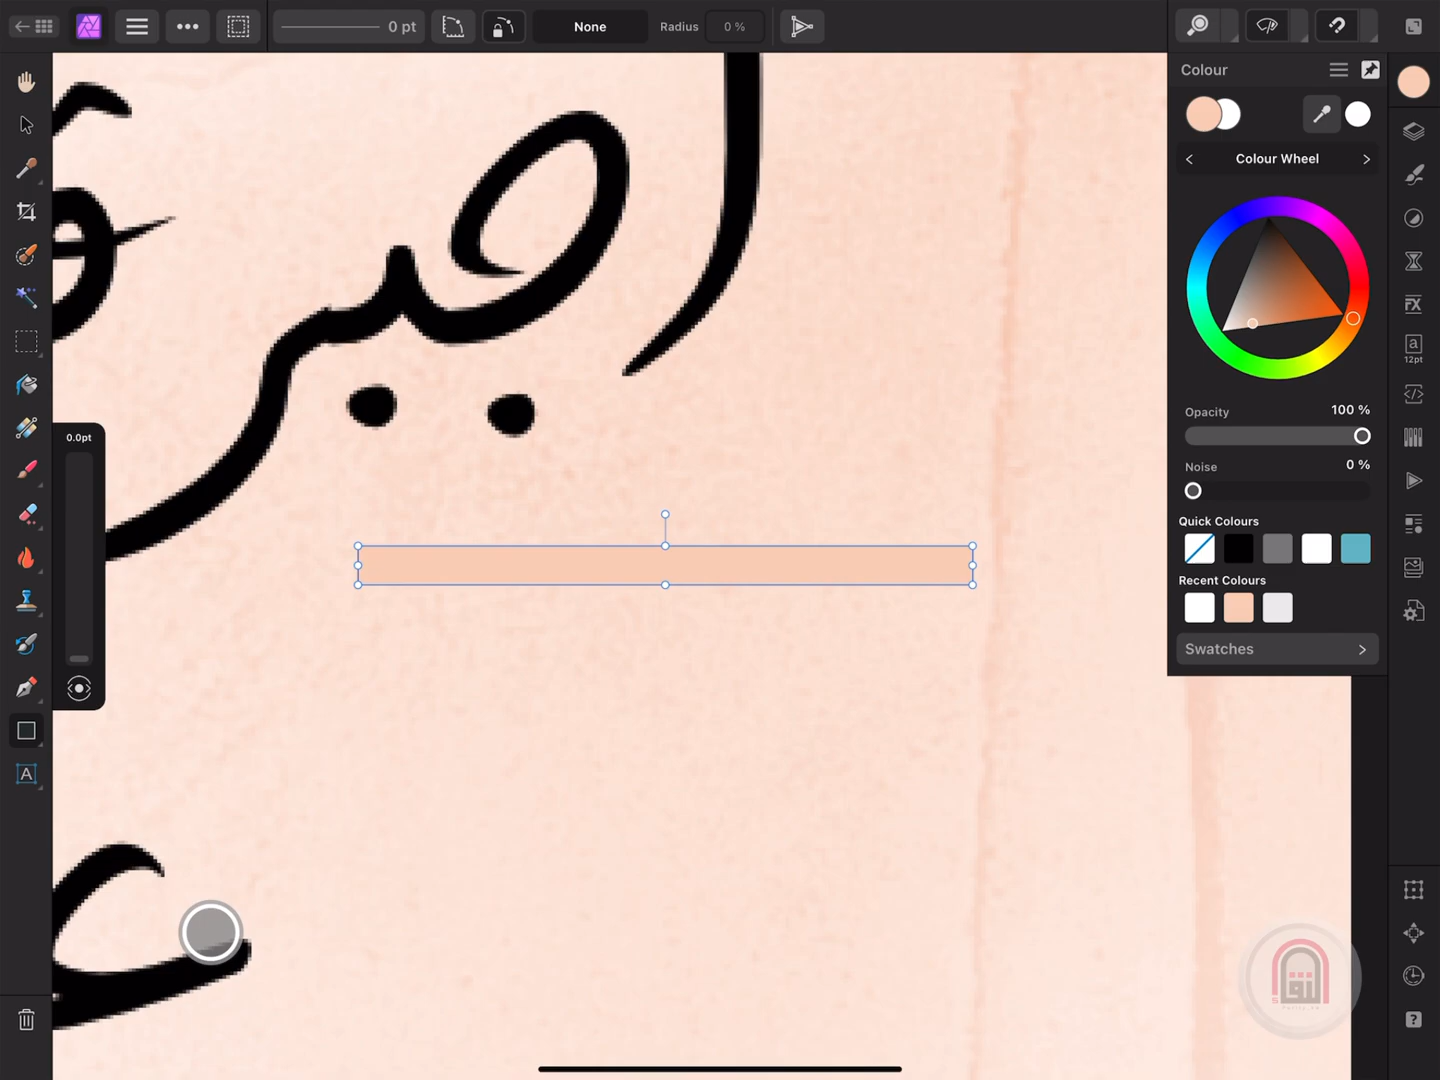 0 pt
None
Radius
0 %
Colour
Colour Wheel
Opacity
100 %
Noise
0 %
Quick Colours
Recent Colours
Swatches
12pt
0.0pt